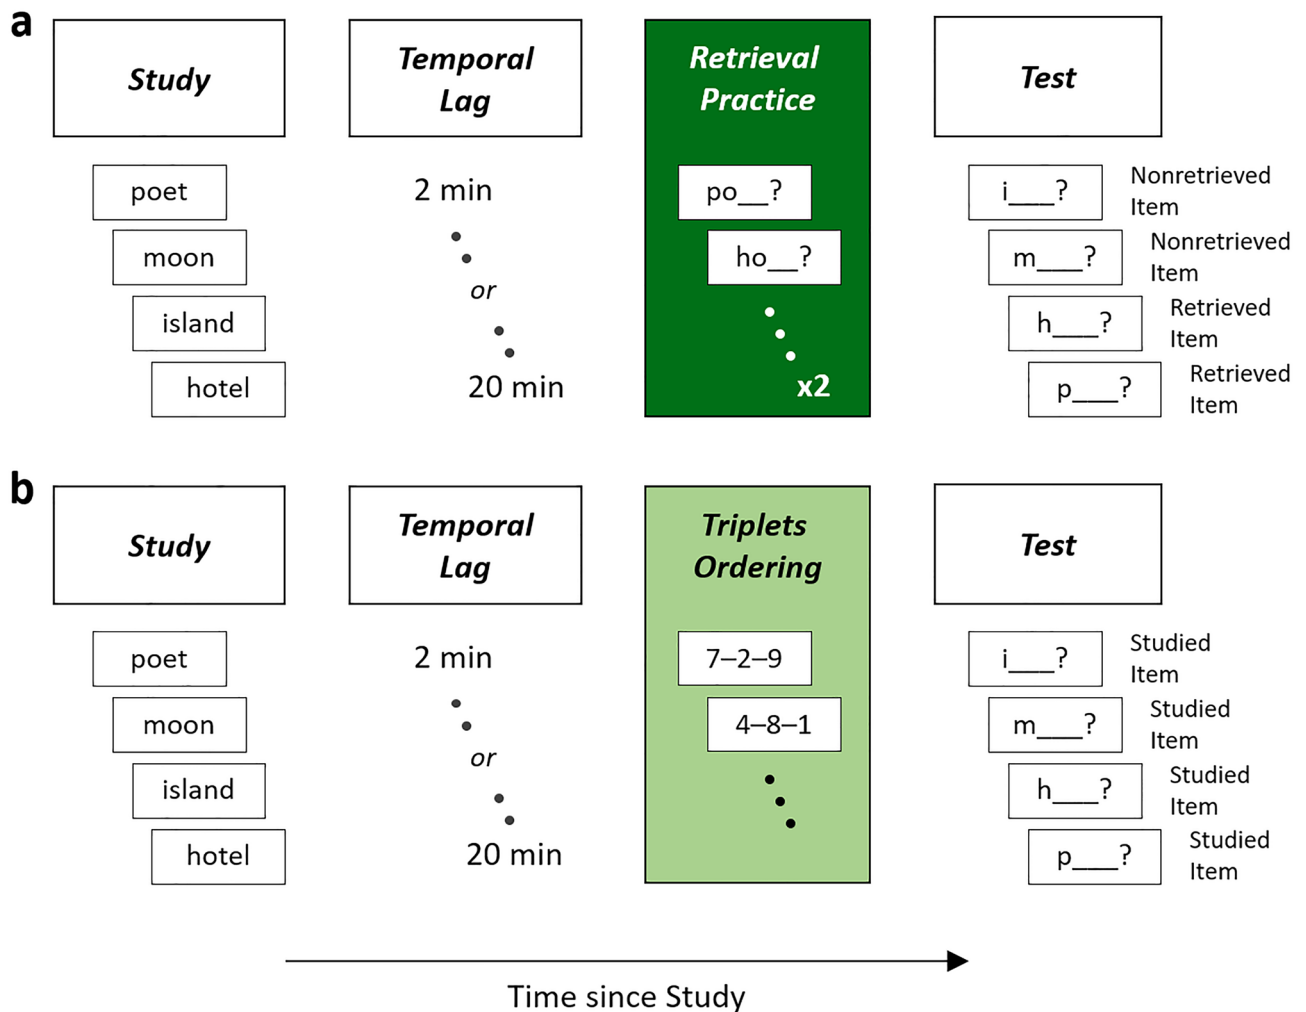 a
Study
Temporal
Lag
Retrieval
Practice
Test
poet
moon
island
hotel
2 min
or
20 min
po__?
ho__?
x2
i___?
Nonretrieved
Item
m___?
Nonretrieved
Item
h___?
Retrieved
Item
p___?
Retrieved
Item
b
Study
Temporal
Lag
Triplets
Ordering
Test
poet
moon
island
hotel
2 min
or
20 min
7–2–9
4–8–1
i___?
Studied
Item
m___?
Studied
Item
h___?
Studied
Item
p___?
Studied
Item
Time since Study